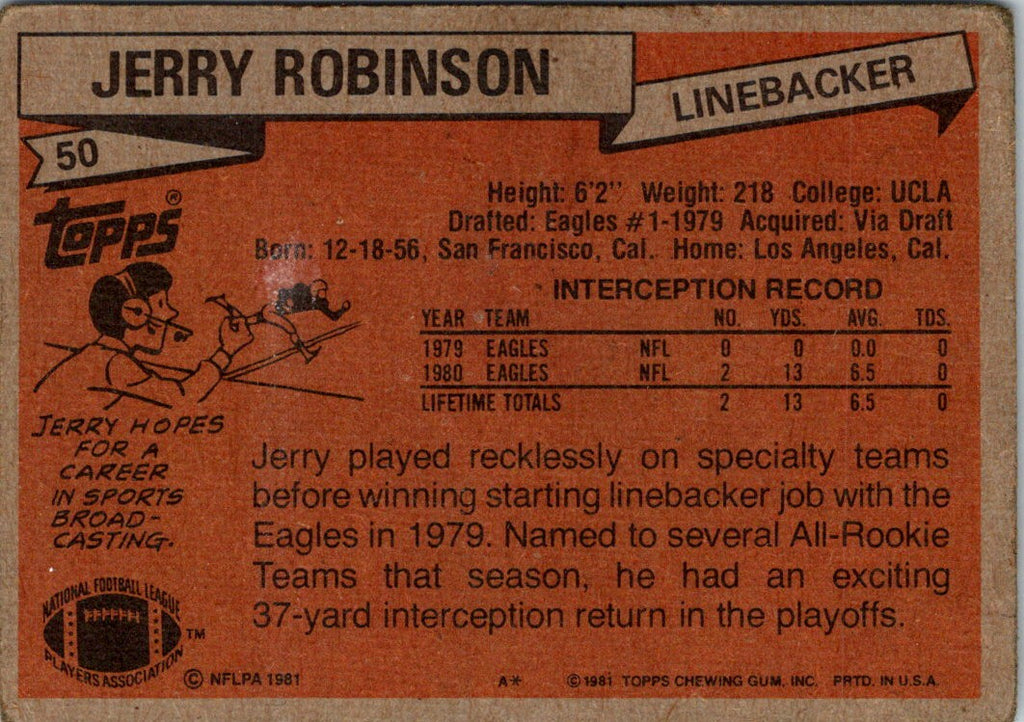 JERRY ROBINSON
LINEBACKER
50
TOPPS®
Height: 6'2" Weight: 218 College: UCLA
Drafted: Eagles #1-1979 Acquired: Via Draft
Born: 12-18-56, San Francisco, Cal. Home: Los Angeles, Cal.
INTERCEPTION RECORD
YEAR TEAM NO. YDS. AVG. TDS.
1979 EAGLES NFL 0 0 0.0 0
1980 EAGLES NFL 2 13 6.5 0
LIFETIME TOTALS 2 13 6.5 0
JERRY HOPES
FOR A
CAREER
IN SPORTS
BROAD-
CASTING.
Jerry played recklessly on specialty teams
before winning starting linebacker job with the
Eagles in 1979. Named to several All-Rookie
Teams that season, he had an exciting
37-yard interception return in the playoffs.
NATIONAL FOOTBALL LEAGUE
PLAYERS ASSOCIATION
TM
© NFLPA 1981
A*
© 1981 TOPPS CHEWING GUM, INC. PRTD. IN U.S.A.